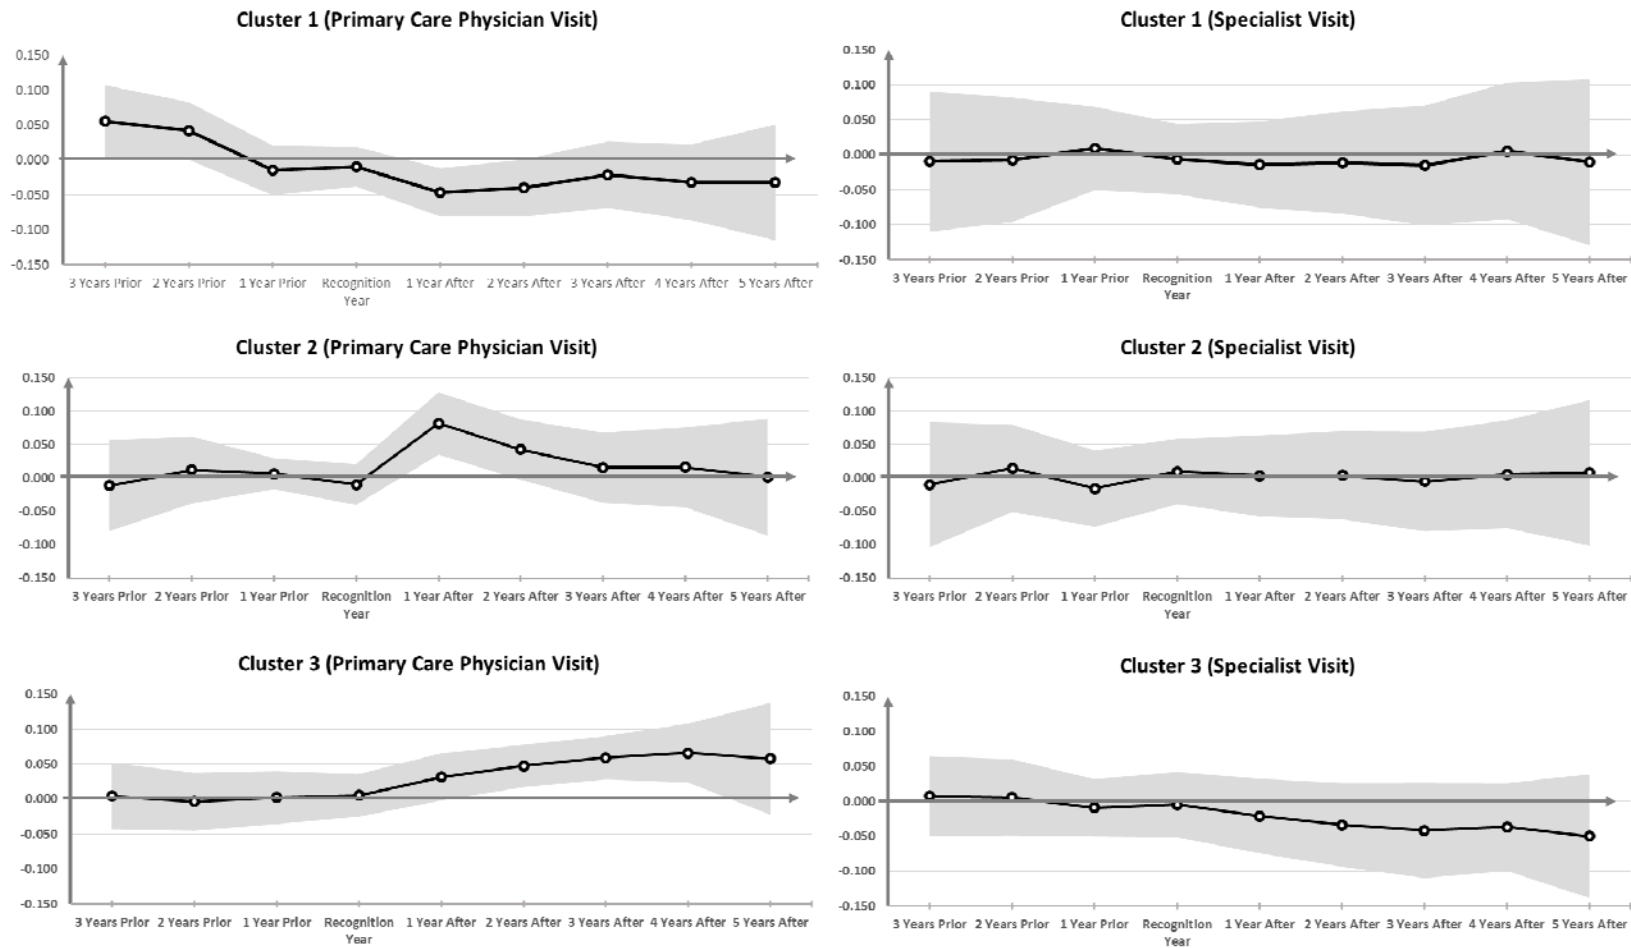 Cluster 1 (Primary Care Physician Visit)
0.150
0.100
0.050
0.000
-0.050
-0.100
-0.150
3 Years Prior 2 Years Prior 1 Year Prior Recognition 1 Year After 2 Years After 3 Years After 4 Years After 5 Years After
Year
Cluster 1 (Specialist Visit)
0.150
0.100
0.050
0.000
-0.050
-0.100
-0.150
3 Years Prior 2 Years Prior 1 Year Prior Recognition 1 Year After 2 Years After 3 Years After 4 Years After 5 Years After
Year
Cluster 2 (Primary Care Physician Visit)
0.150
0.100
0.050
0.000
-0.050
-0.100
-0.150
3 Years Prior 2 Years Prior 1 Year Prior Recognition 1 Year After 2 Years After 3 Years After 4 Years After 5 Years After
Year
Cluster 2 (Specialist Visit)
0.150
0.100
0.050
0.000
-0.050
-0.100
-0.150
3 Years Prior 2 Years Prior 1 Year Prior Recognition 1 Year After 2 Years After 3 Years After 4 Years After 5 Years After
Year
Cluster 3 (Primary Care Physician Visit)
0.150
0.100
0.050
0.000
-0.050
-0.100
-0.150
3 Years Prior 2 Years Prior 1 Year Prior Recognition 1 Year After 2 Years After 3 Years After 4 Years After 5 Years After
Year
Cluster 3 (Specialist Visit)
0.150
0.100
0.050
0.000
-0.050
-0.100
-0.150
3 Years Prior 2 Years Prior 1 Year Prior Recognition 1 Year After 2 Years After 3 Years After 4 Years After 5 Years After
Year